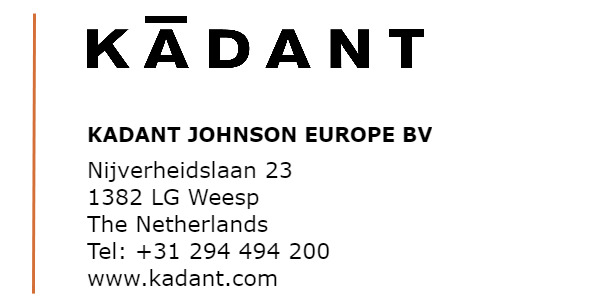 KĀDANT
KADANT JOHNSON EUROPE BV
Nijverheidslaan 23
1382 LG Weesp
The Netherlands
Tel: +31 294 494 200
www.kadant.com